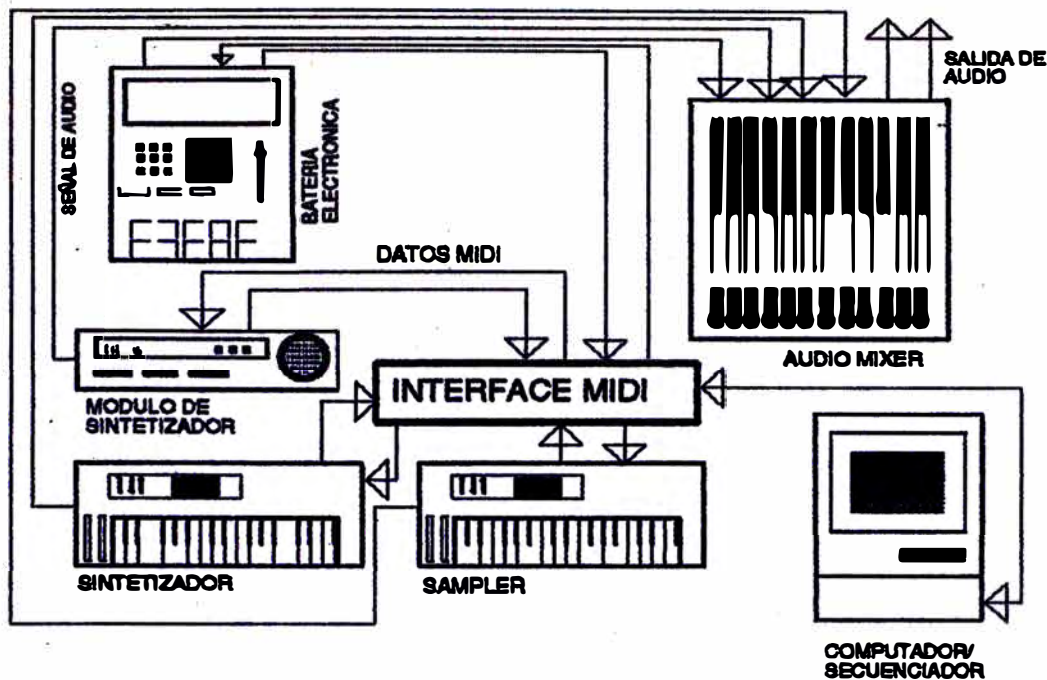 SALIDA DE
AUDIO
SEÑAL DE AUDIO
BATERIA
ELECTRONICA
DATOS MIDI
AUDIO MIXER
INTERFACE MIDI
MODULO DE
SINTETIZADOR
SINTETIZADOR
SAMPLER
COMPUTADOR/
SECUENCIADOR